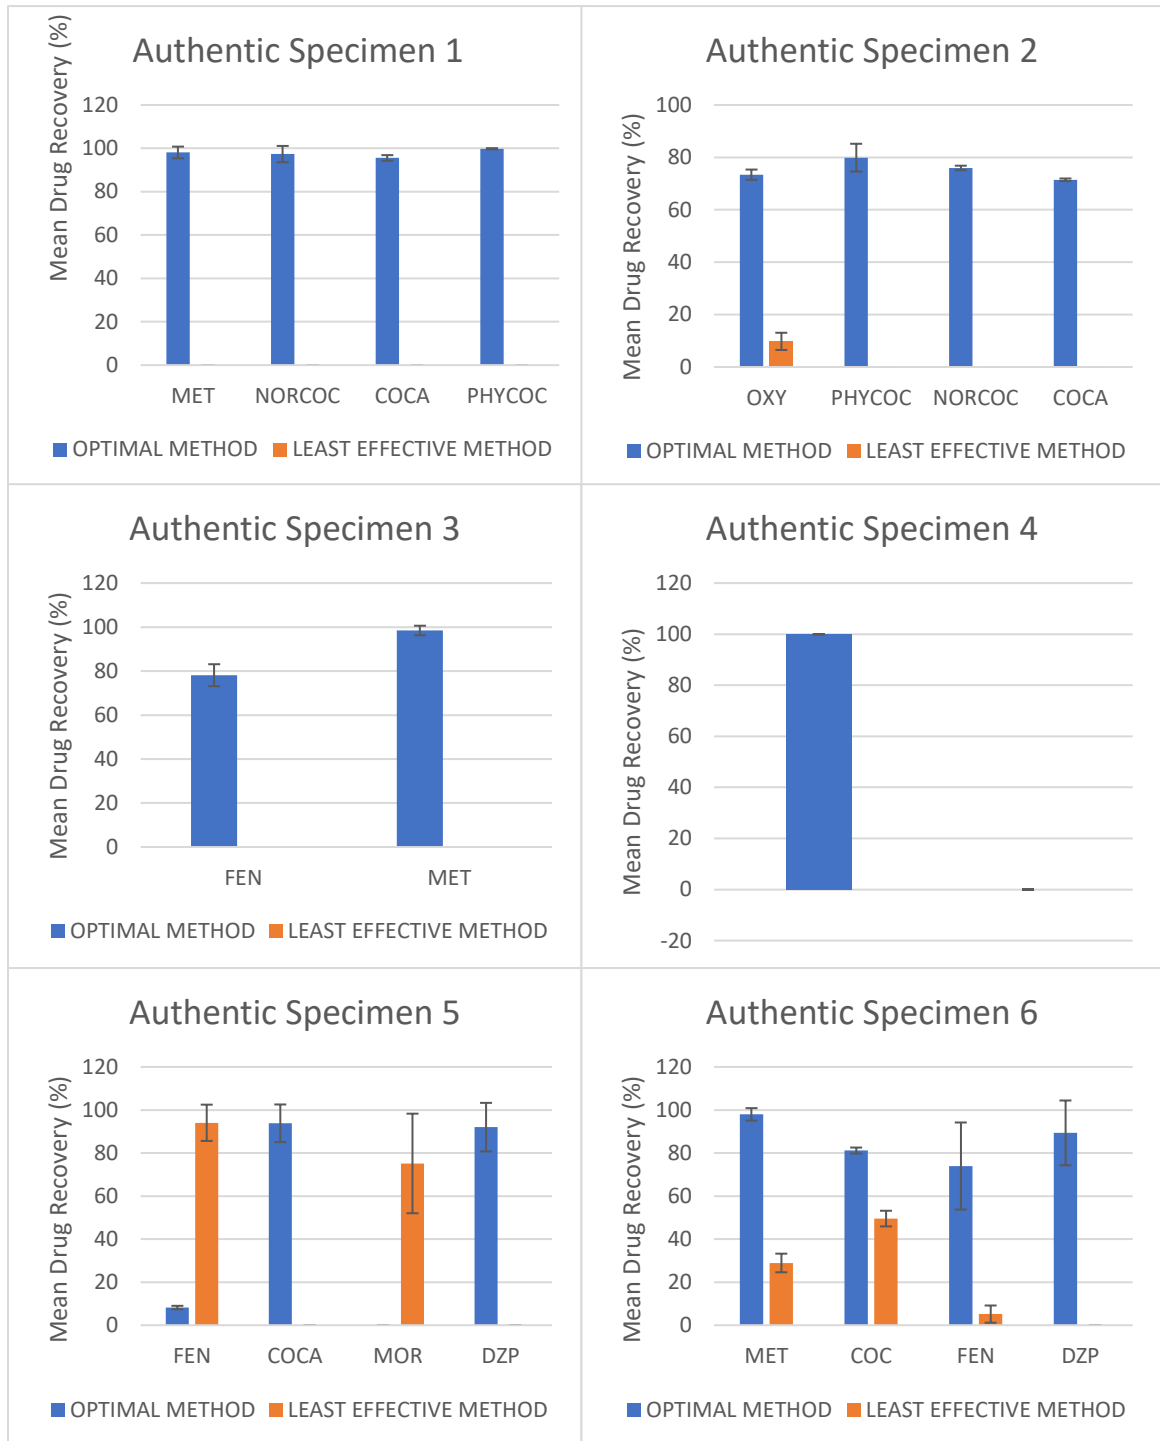 Authentic Specimen 1
Mean Drug Recovery (%)
120
100
80
60
40
20
0
MET NORCOC COCA PHYCOC
OPTIMAL METHOD LEAST EFFECTIVE METHOD
Authentic Specimen 2
Mean Drug Recovery (%)
100
80
60
40
20
0
OXY PHYCOC NORCOC COCA
OPTIMAL METHOD LEAST EFFECTIVE METHOD
Authentic Specimen 3
Mean Drug Recovery (%)
120
100
80
60
40
20
0
FEN MET
OPTIMAL METHOD LEAST EFFECTIVE METHOD
Authentic Specimen 4
Mean Drug Recovery (%)
120
100
80
60
40
20
0
-20
Authentic Specimen 5
Mean Drug Recovery (%)
120
100
80
60
40
20
0
FEN COCA MOR DZP
OPTIMAL METHOD LEAST EFFECTIVE METHOD
Authentic Specimen 6
Mean Drug Recovery (%)
120
100
80
60
40
20
0
MET COC FEN DZP
OPTIMAL METHOD LEAST EFFECTIVE METHOD